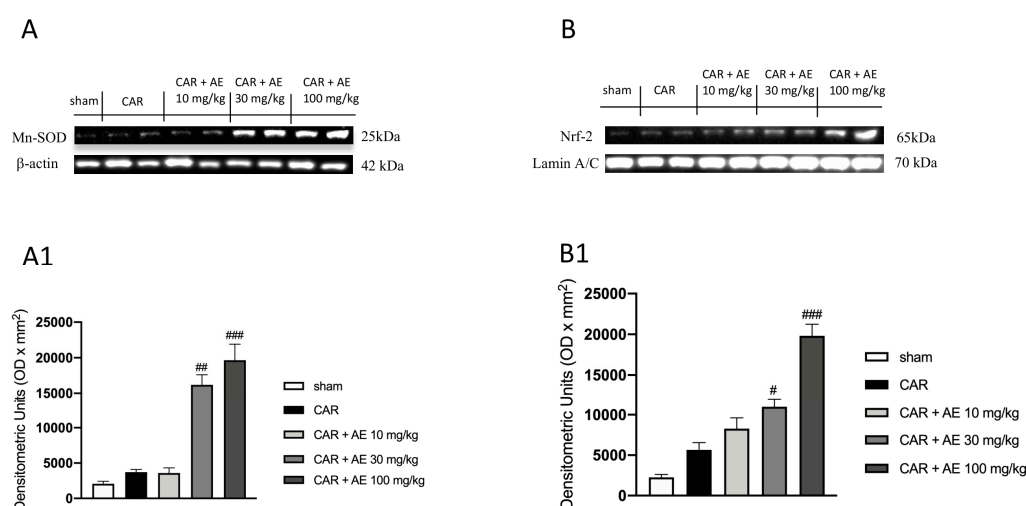 A
sham CAR CAR + AE 10 mg/kg CAR + AE 30 mg/kg CAR + AE 100 mg/kg
Mn-SOD 25kDa
β-actin 42 kDa
B
sham CAR CAR + AE 10 mg/kg CAR + AE 30 mg/kg CAR + AE 100 mg/kg
Nrf-2 65kDa
Lamin A/C 70 kDa
A1
Densitometric Units (OD x mm²)
25000
20000
15000
10000
5000
0
##
###
sham
CAR
CAR + AE 10 mg/kg
CAR + AE 30 mg/kg
CAR + AE 100 mg/kg
B1
Densitometric Units (OD x mm²)
25000
20000
15000
10000
5000
0
#
###
sham
CAR
CAR + AE 10 mg/kg
CAR + AE 30 mg/kg
CAR + AE 100 mg/kg